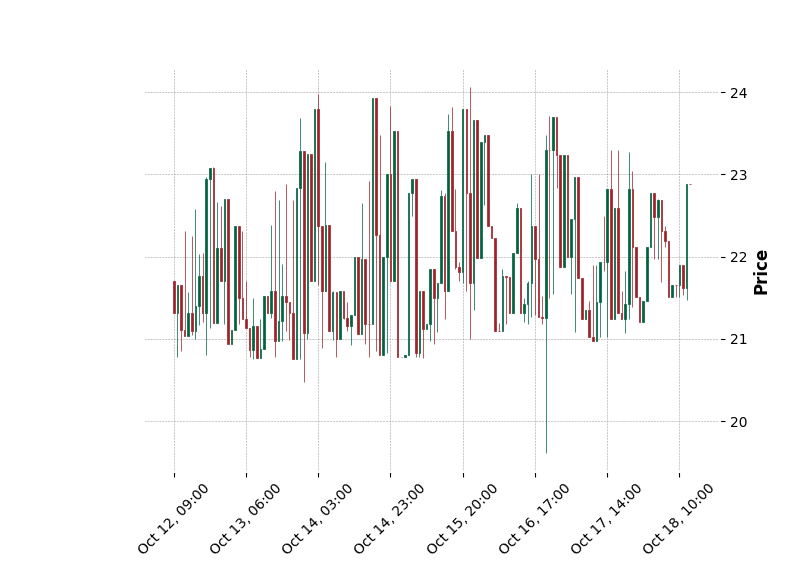 24
23
22
21
20
Price
Oct 12, 09:00
Oct 13, 06:00
Oct 14, 03:00
Oct 14, 23:00
Oct 15, 20:00
Oct 16, 17:00
Oct 17, 14:00
Oct 18, 10:00